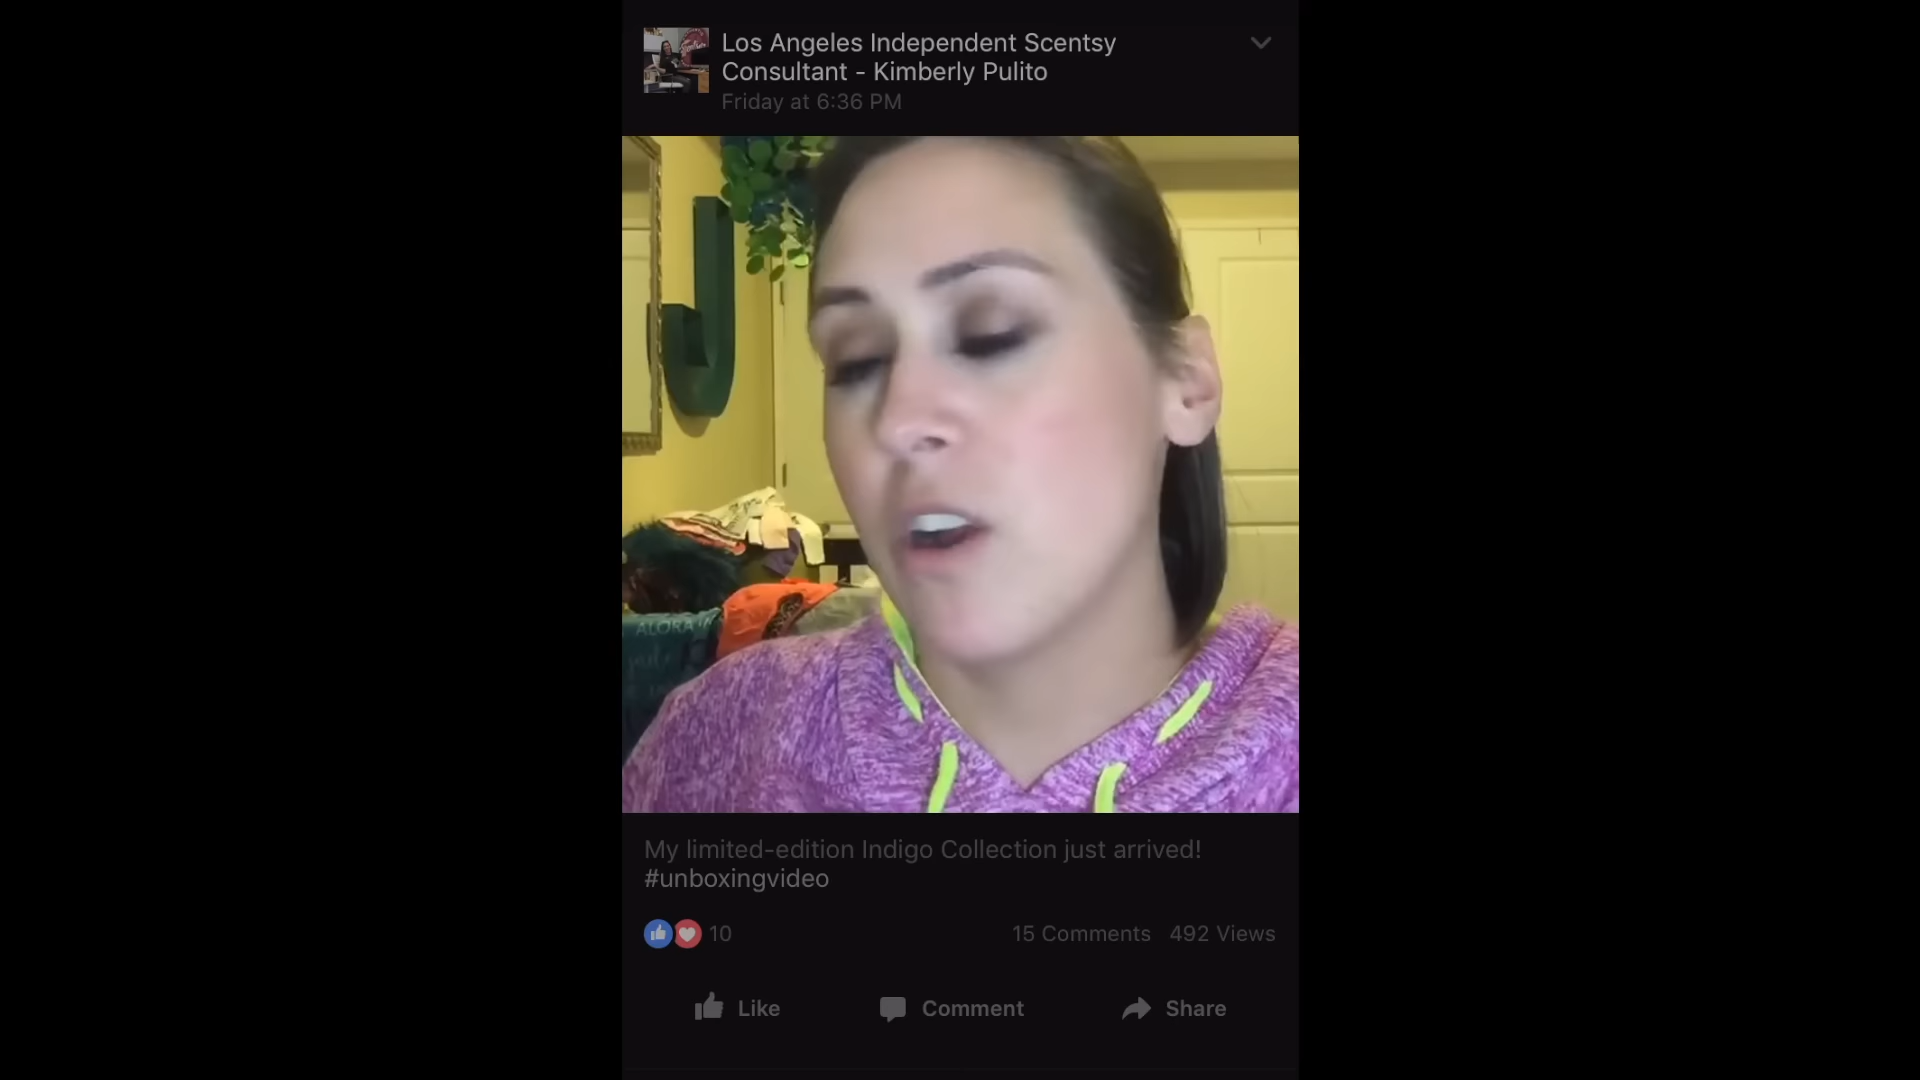 Los Angeles Independent Scentsy
Consultant - Kimberly Pulito
Friday at 6:36 PM
J
ALORA
My limited-edition Indigo Collection just arrived!
#unboxingvideo
10
15 Comments 492 Views
Like
Comment
Share